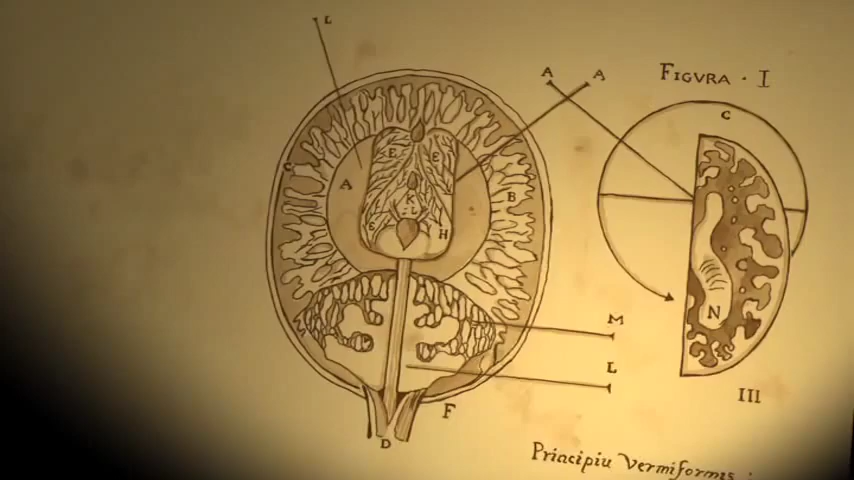 L
A A
FIGVRA · I
C
E E
C
A
B
K
L
E
H
N
M
L
III
F
D
Principiu vermiformis :